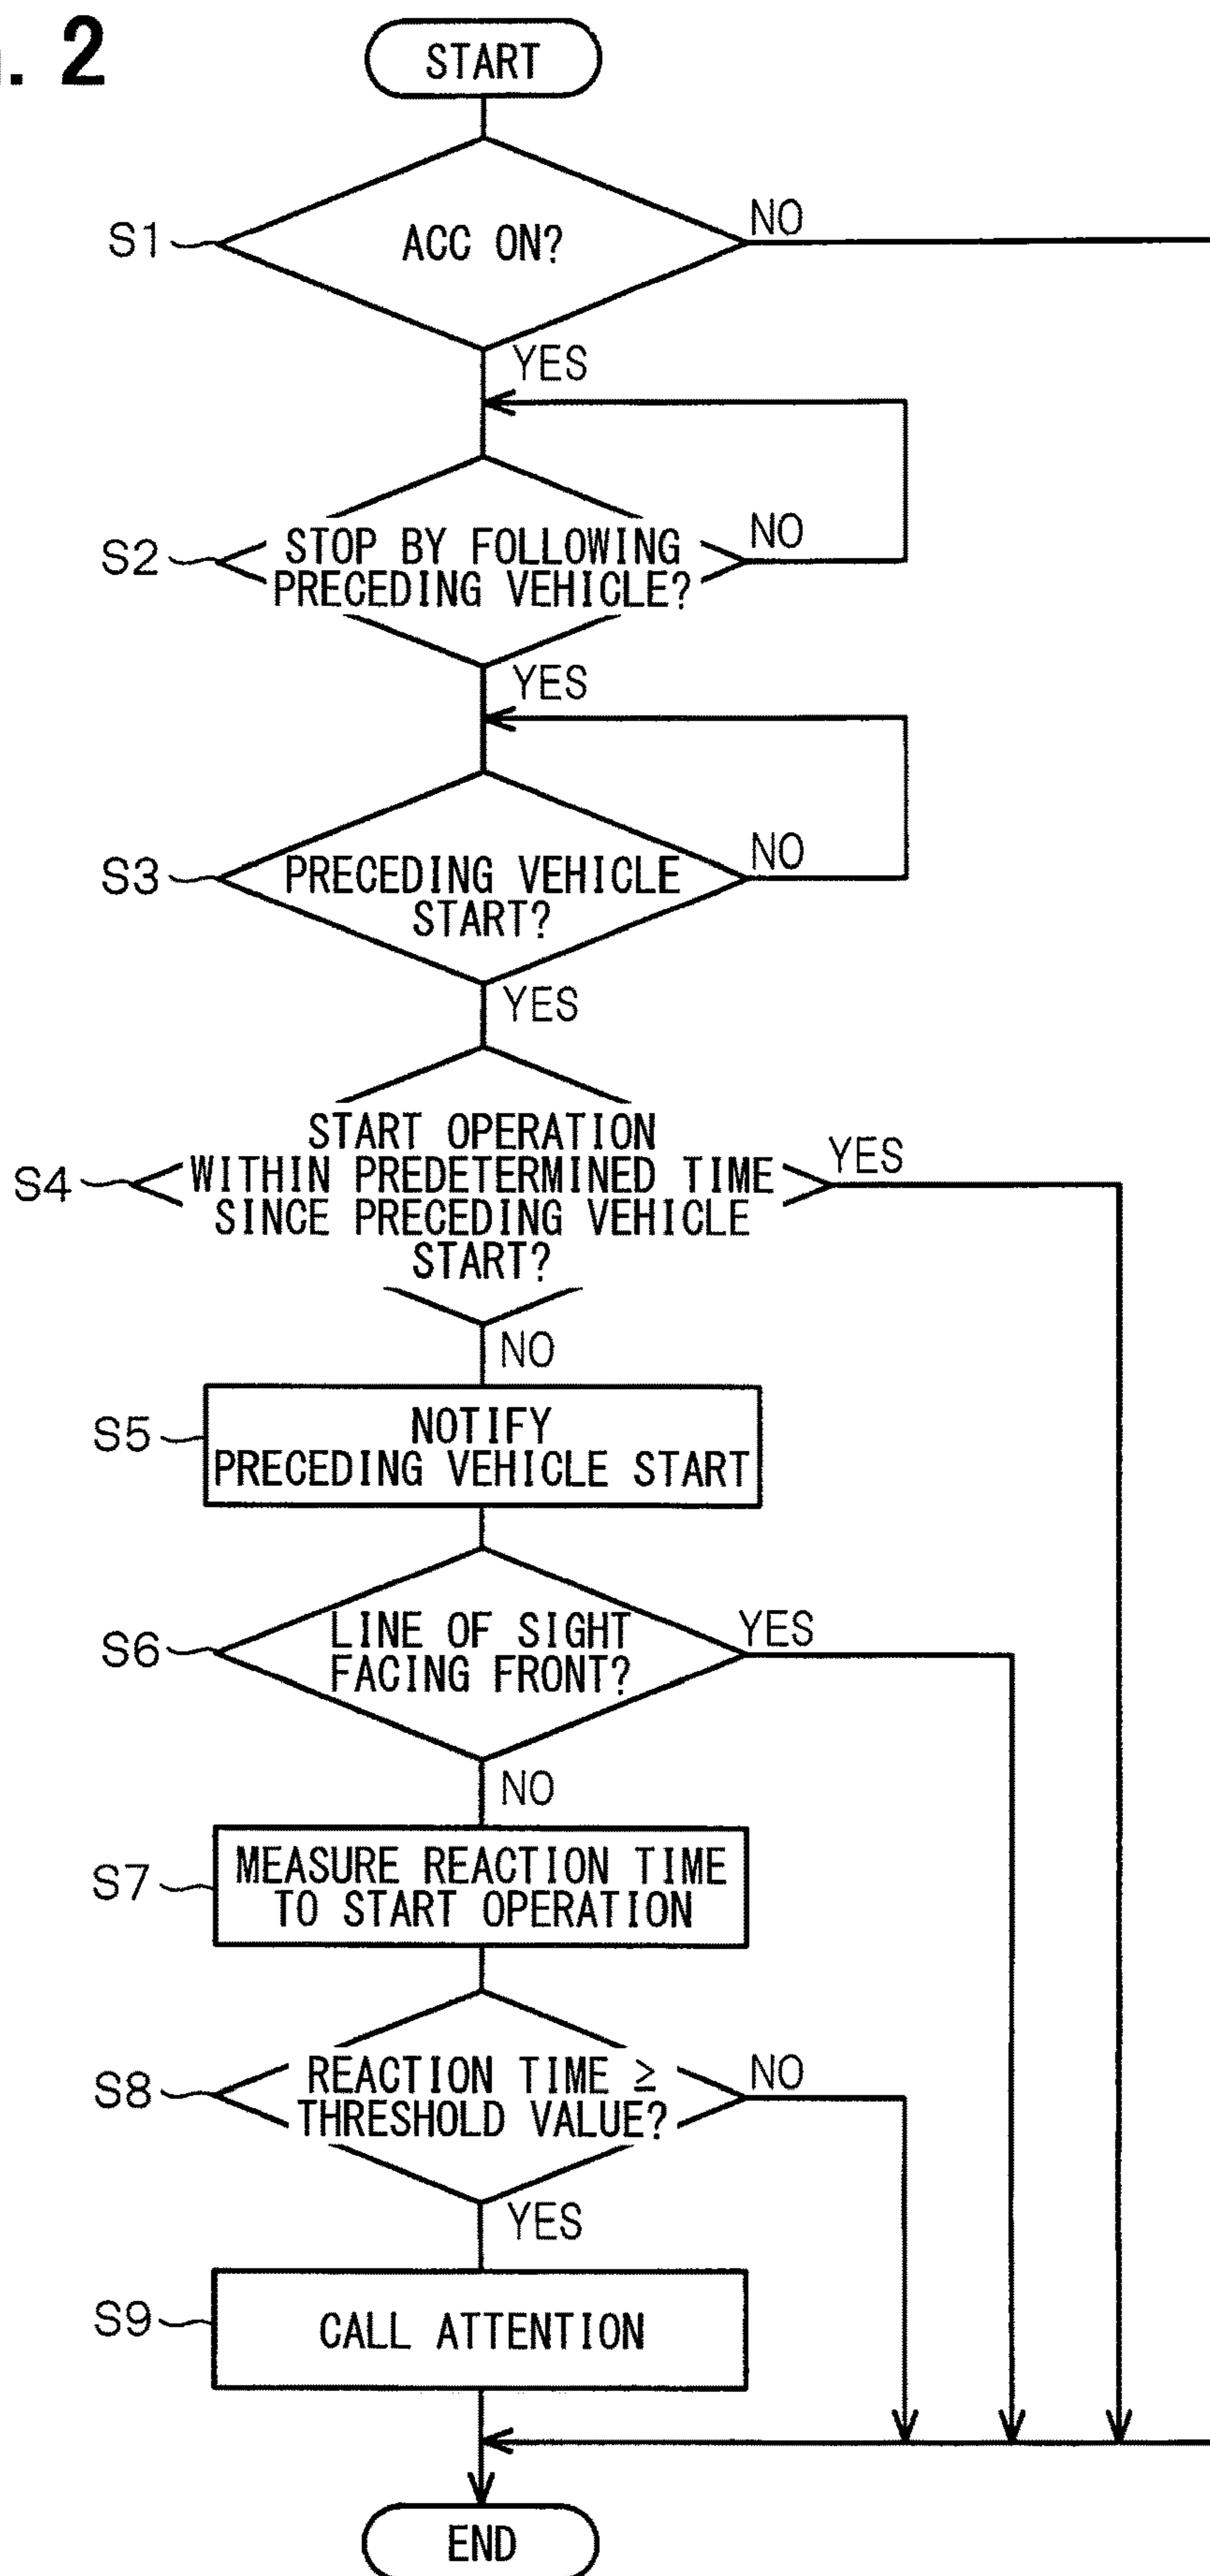 . 2
START
S1
ACC ON?
NO
YES
S2
STOP BY FOLLOWING
PRECEDING VEHICLE?
NO
YES
S3
PRECEDING VEHICLE
START?
NO
YES
S4
START OPERATION
WITHIN PREDETERMINED TIME
SINCE PRECEDING VEHICLE
START?
YES
NO
S5
NOTIFY
PRECEDING VEHICLE START
S6
LINE OF SIGHT
FACING FRONT?
YES
NO
S7
MEASURE REACTION TIME
TO START OPERATION
S8
REACTION TIME ≥
THRESHOLD VALUE?
NO
YES
S9
CALL ATTENTION
END